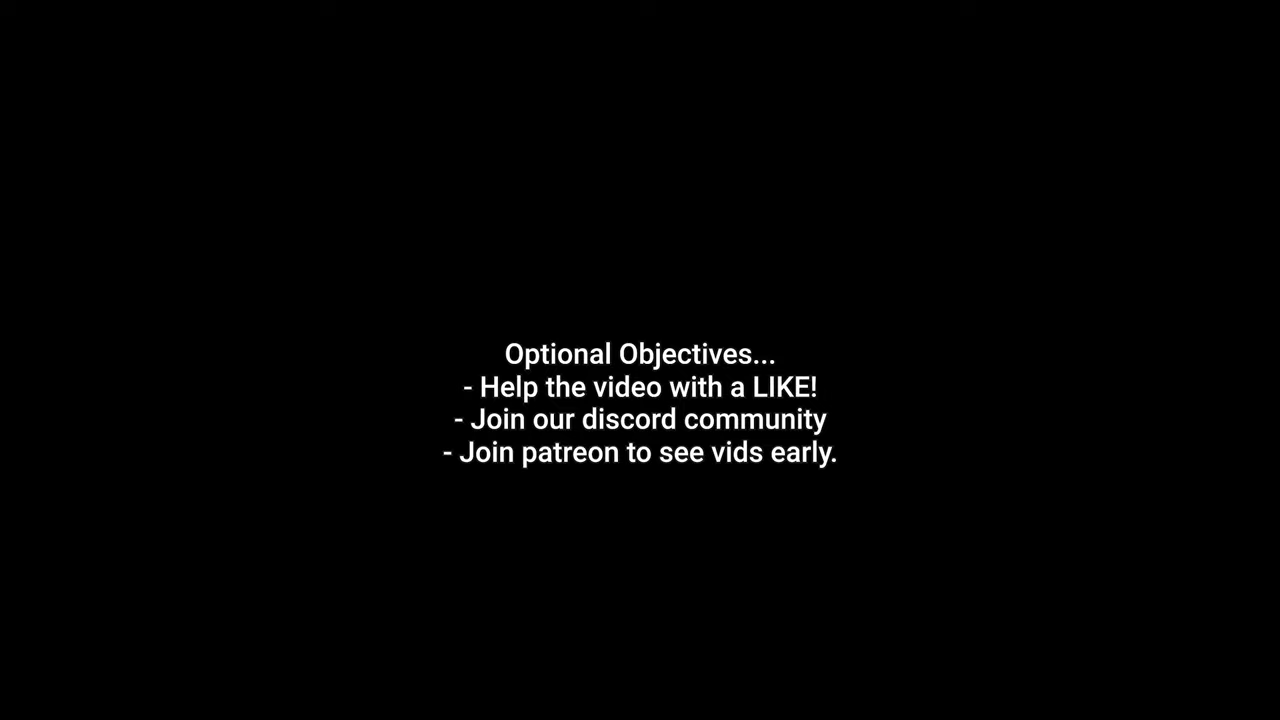 Optional Objectives...
- Help the video with a LIKE!
- Join our discord community
- Join patreon to see vids early.